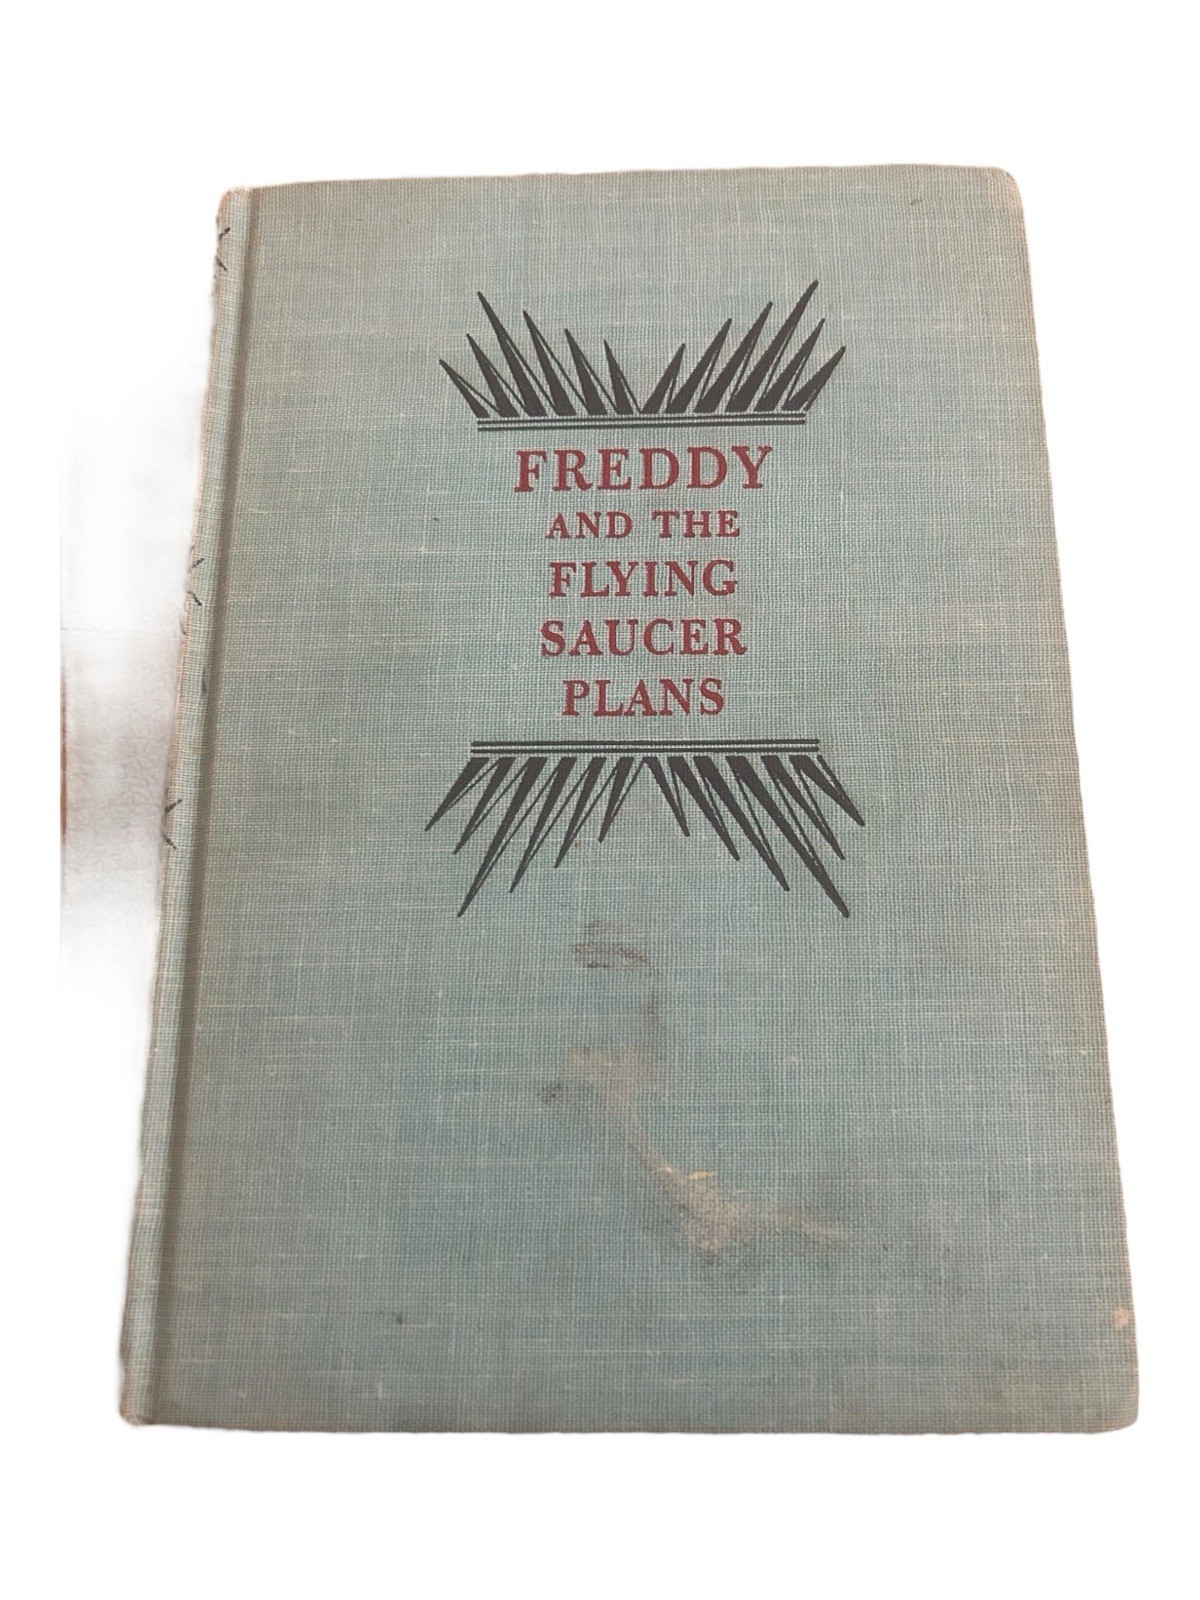 FREDDY
AND THE
FLYING
SAUCER
PLANS